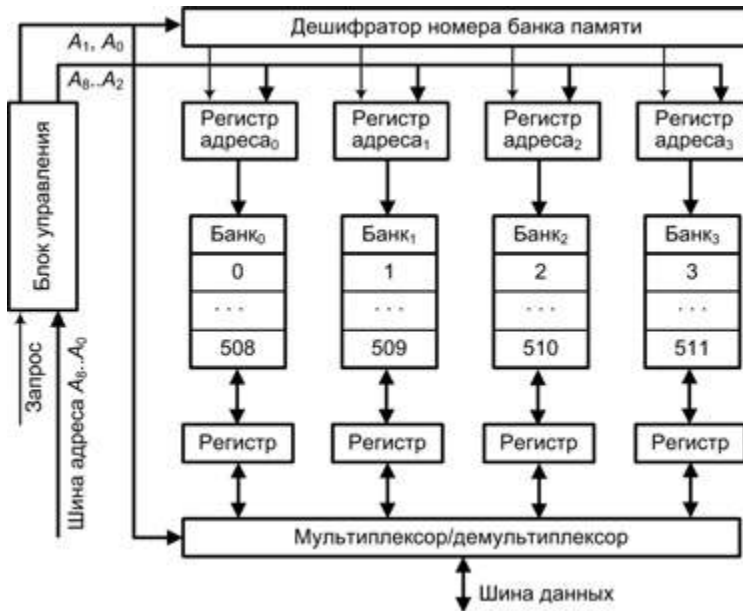 Дешифратор номера банка памяти
A₁, A₀
A₈..A₂
Регистр
адреса₀
Регистр
адреса₁
Регистр
адреса₂
Регистр
адреса₃
Блок управления
Банк₀
0
. . .
508
Банк₁
1
. . .
509
Банк₂
2
. . .
510
Банк₃
3
. . .
511
Запрос
Шина адреса A₈..A₀
Регистр
Регистр
Регистр
Регистр
Мультиплексор/демультиплексор
Шина данных